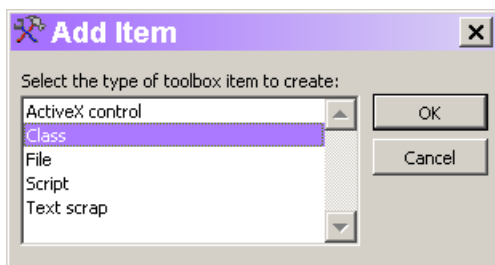 Add Item
Select the type of toolbox item to create:
ActiveX control
OK
Class
File
Cancel
Script
Text scrap